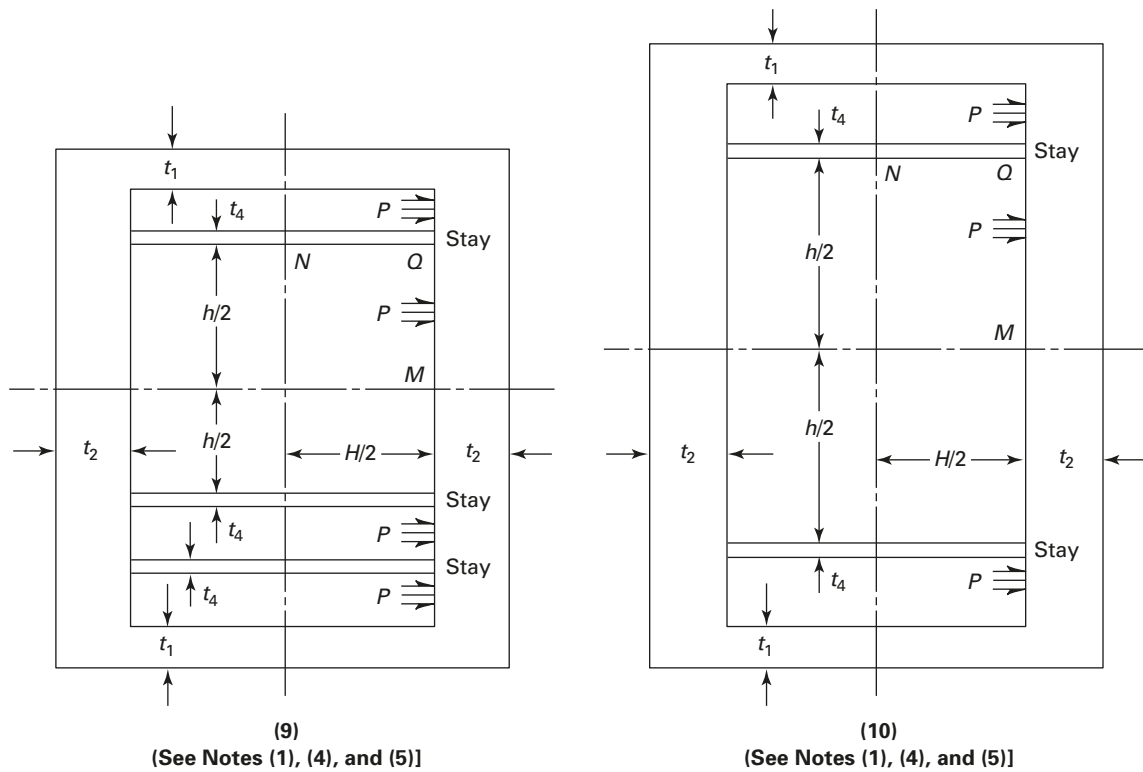 t1
t4
P
Stay
N
Q
h/2
P
M
t2
h/2
H/2
t2
Stay
t4
P
Stay
t4
P
t1
(9)
(See Notes (1), (4), and (5)]
t1
P
t4
Stay
N
Q
P
h/2
M
h/2
t2
H/2
t2
Stay
t4
P
t1
(10)
(See Notes (1), (4), and (5)]